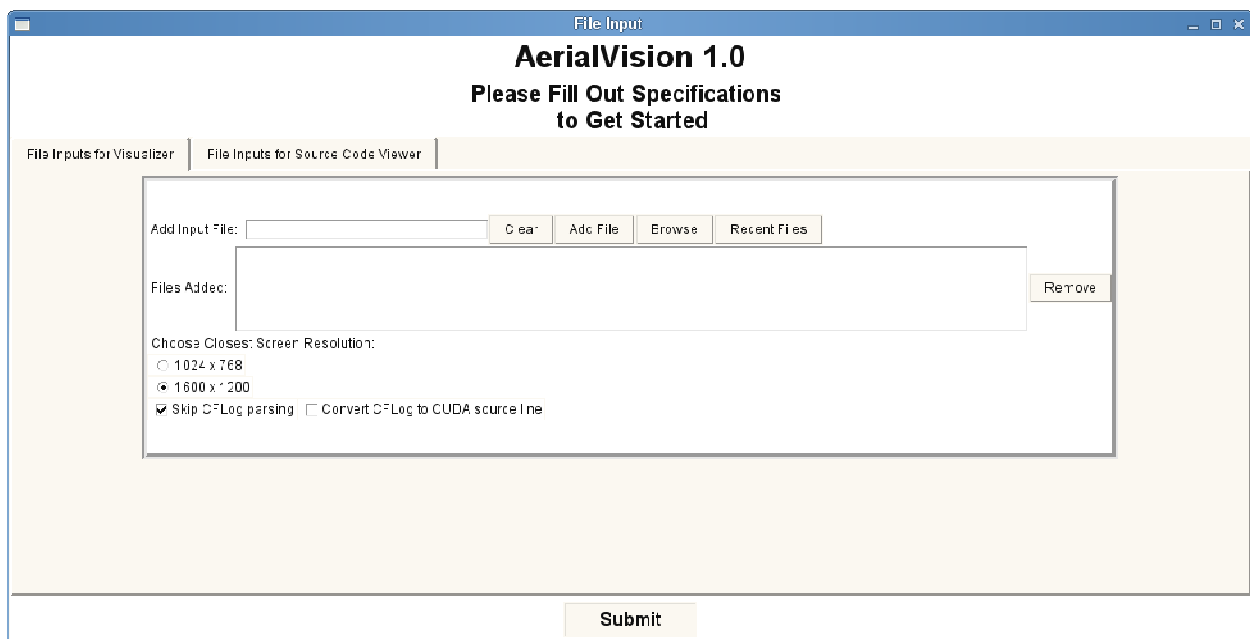 File Input
AerialVision 1.0
Please Fill Out Specifications
to Get Started
File Inputs for Visualizer File Inputs for Source Code Viewer
Add Input File: Clear Add File Browse Recent Files
Files Added: Remove
Choose Closest Screen Resolution:
1024 x 768
1600 x 1200
Skip CFLog parsing Convert CFLog to CUDA source line
Submit